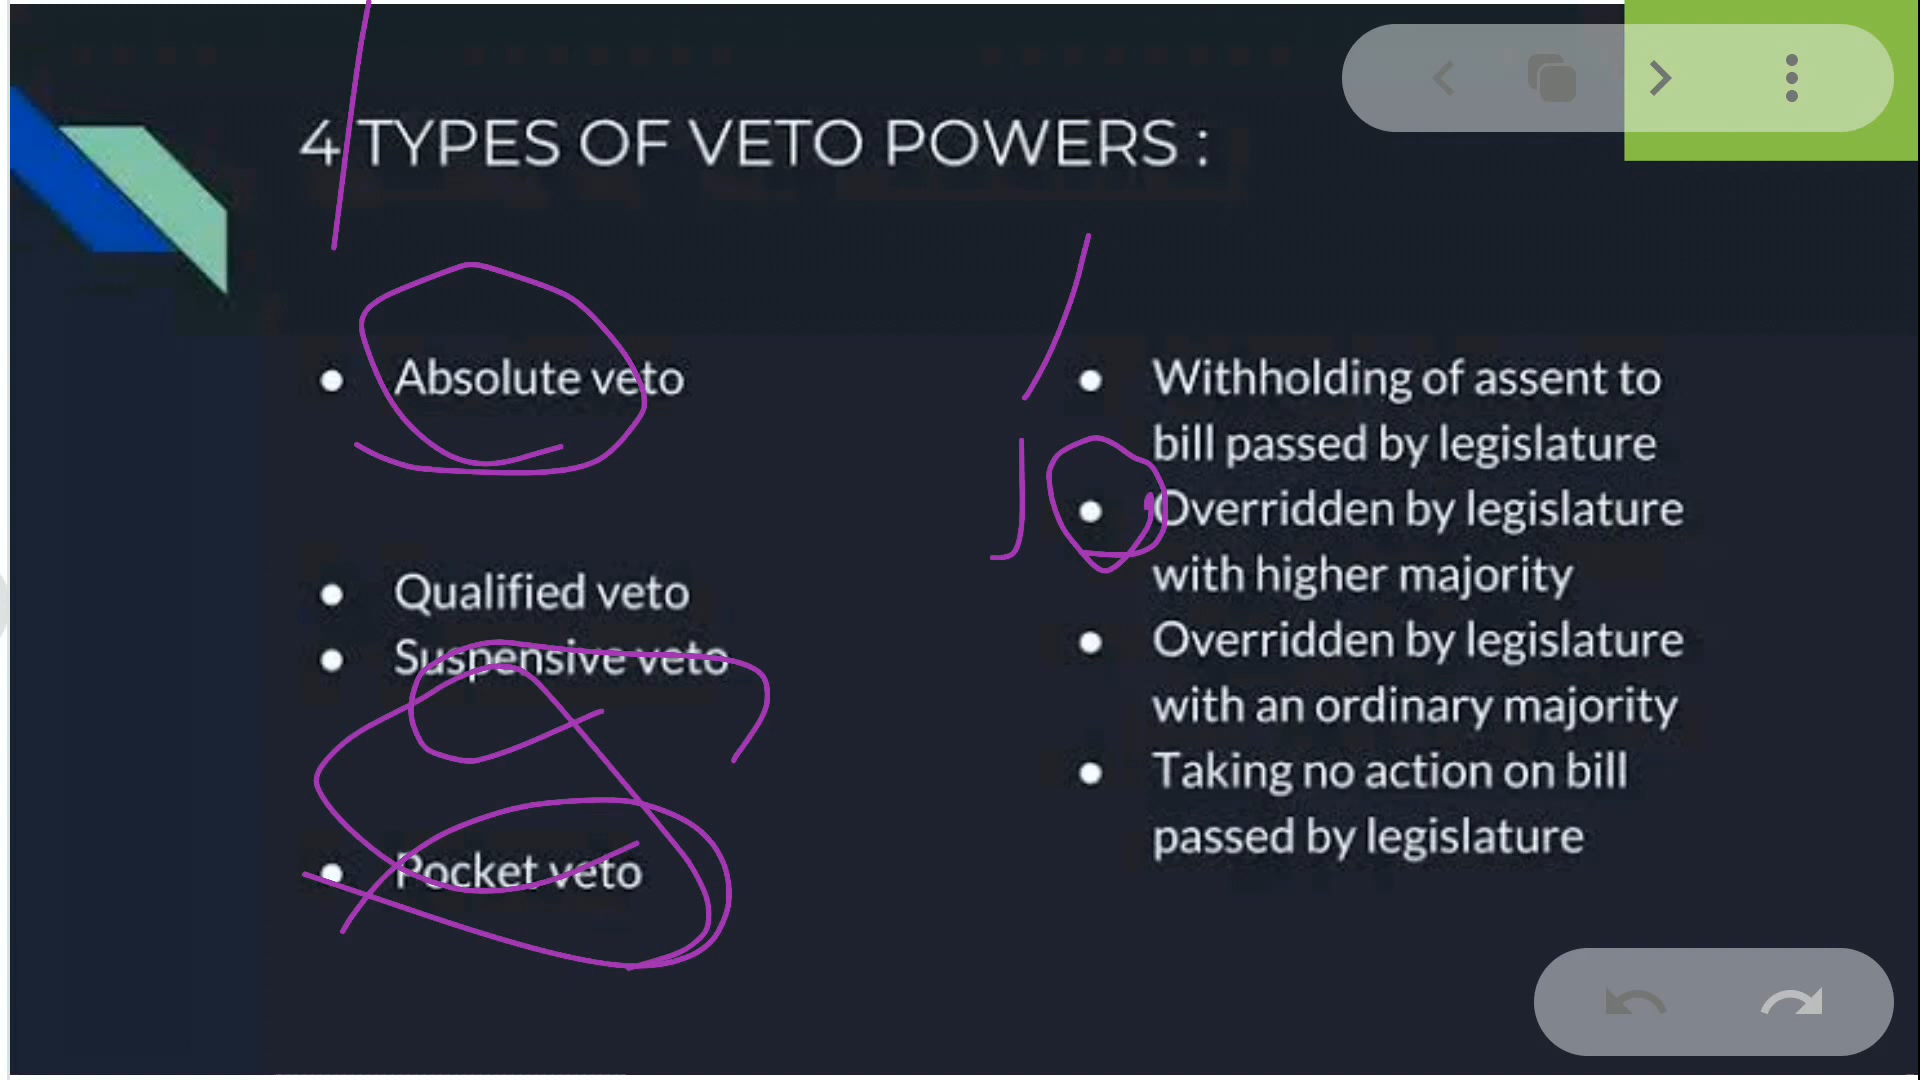 4 TYPES OF VETO POWERS :
• Absolute veto
• Qualified veto
• Suspensive veto
• Pocket veto
• Withholding of assent to
bill passed by legislature
• Overridden by legislature
with higher majority
• Overridden by legislature
with an ordinary majority
• Taking no action on bill
passed by legislature